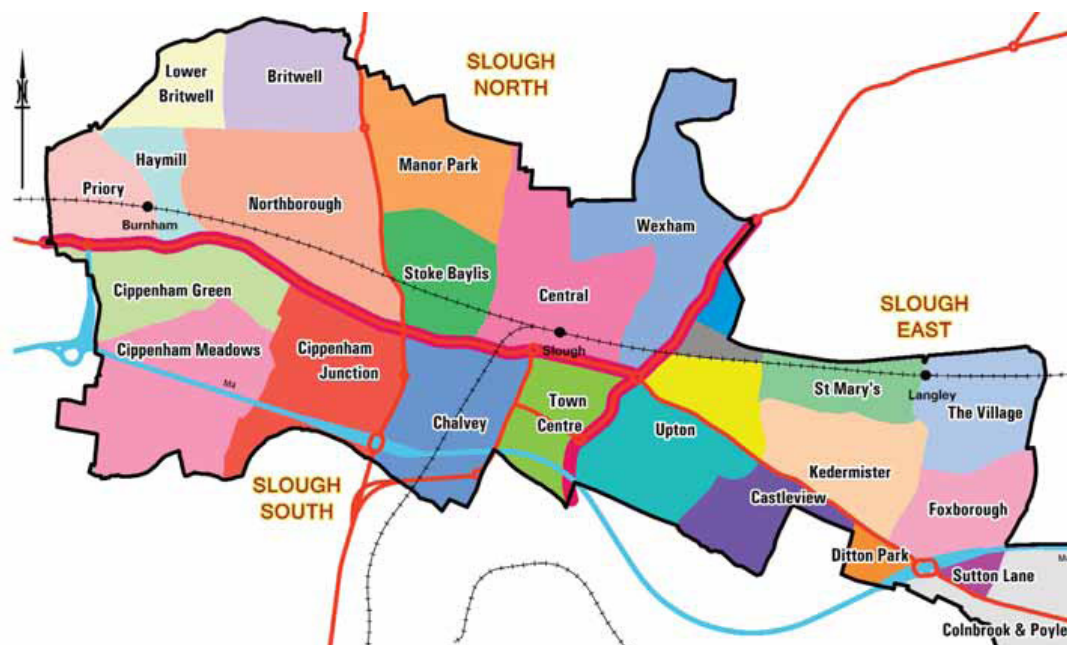 SLOUGH
NORTH
Lower
Britwell
Britwell
Haymill
Manor Park
Priory
Burnham
Northborough
Wexham
Stoke Baylis
Cippenham Green
Central
SLOUGH
EAST
Cippenham Meadows
Cippenham
Junction
Slough
M4
St Mary's
Langley
The Village
Chalvey
Town
Centre
Upton
Kedermister
SLOUGH
SOUTH
Castleview
Foxborough
Ditton Park
Sutton Lane
Colnbrook & Poyle